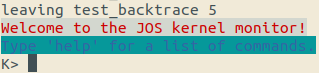 leaving test_backtrace 5
Welcome to the JOS kernel monitor!
Type 'help' for a list of commands.
K>